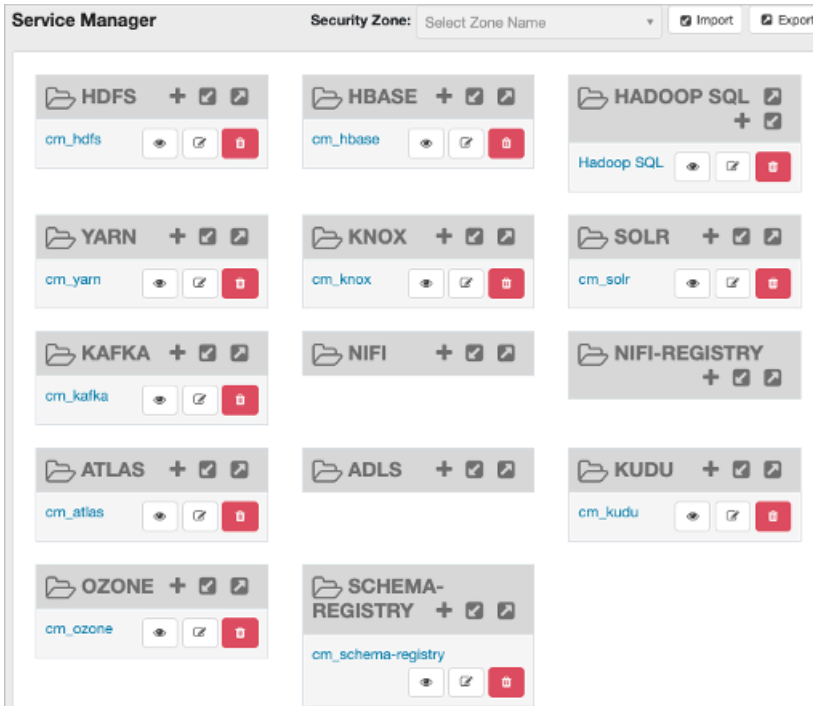 Service Manager
Security Zone: Select Zone Name Import Export
HDFS
cm_hdfs
HBASE
cm_hbase
HADOOP SQL
Hadoop SQL
YARN
cm_yarn
KNOX
cm_knox
SOLR
cm_solr
KAFKA
cm_kafka
NIFI
NIFI-REGISTRY
ATLAS
cm_atlas
ADLS
KUDU
cm_kudu
OZONE
cm_ozone
SCHEMA-
REGISTRY
cm_schema-registry